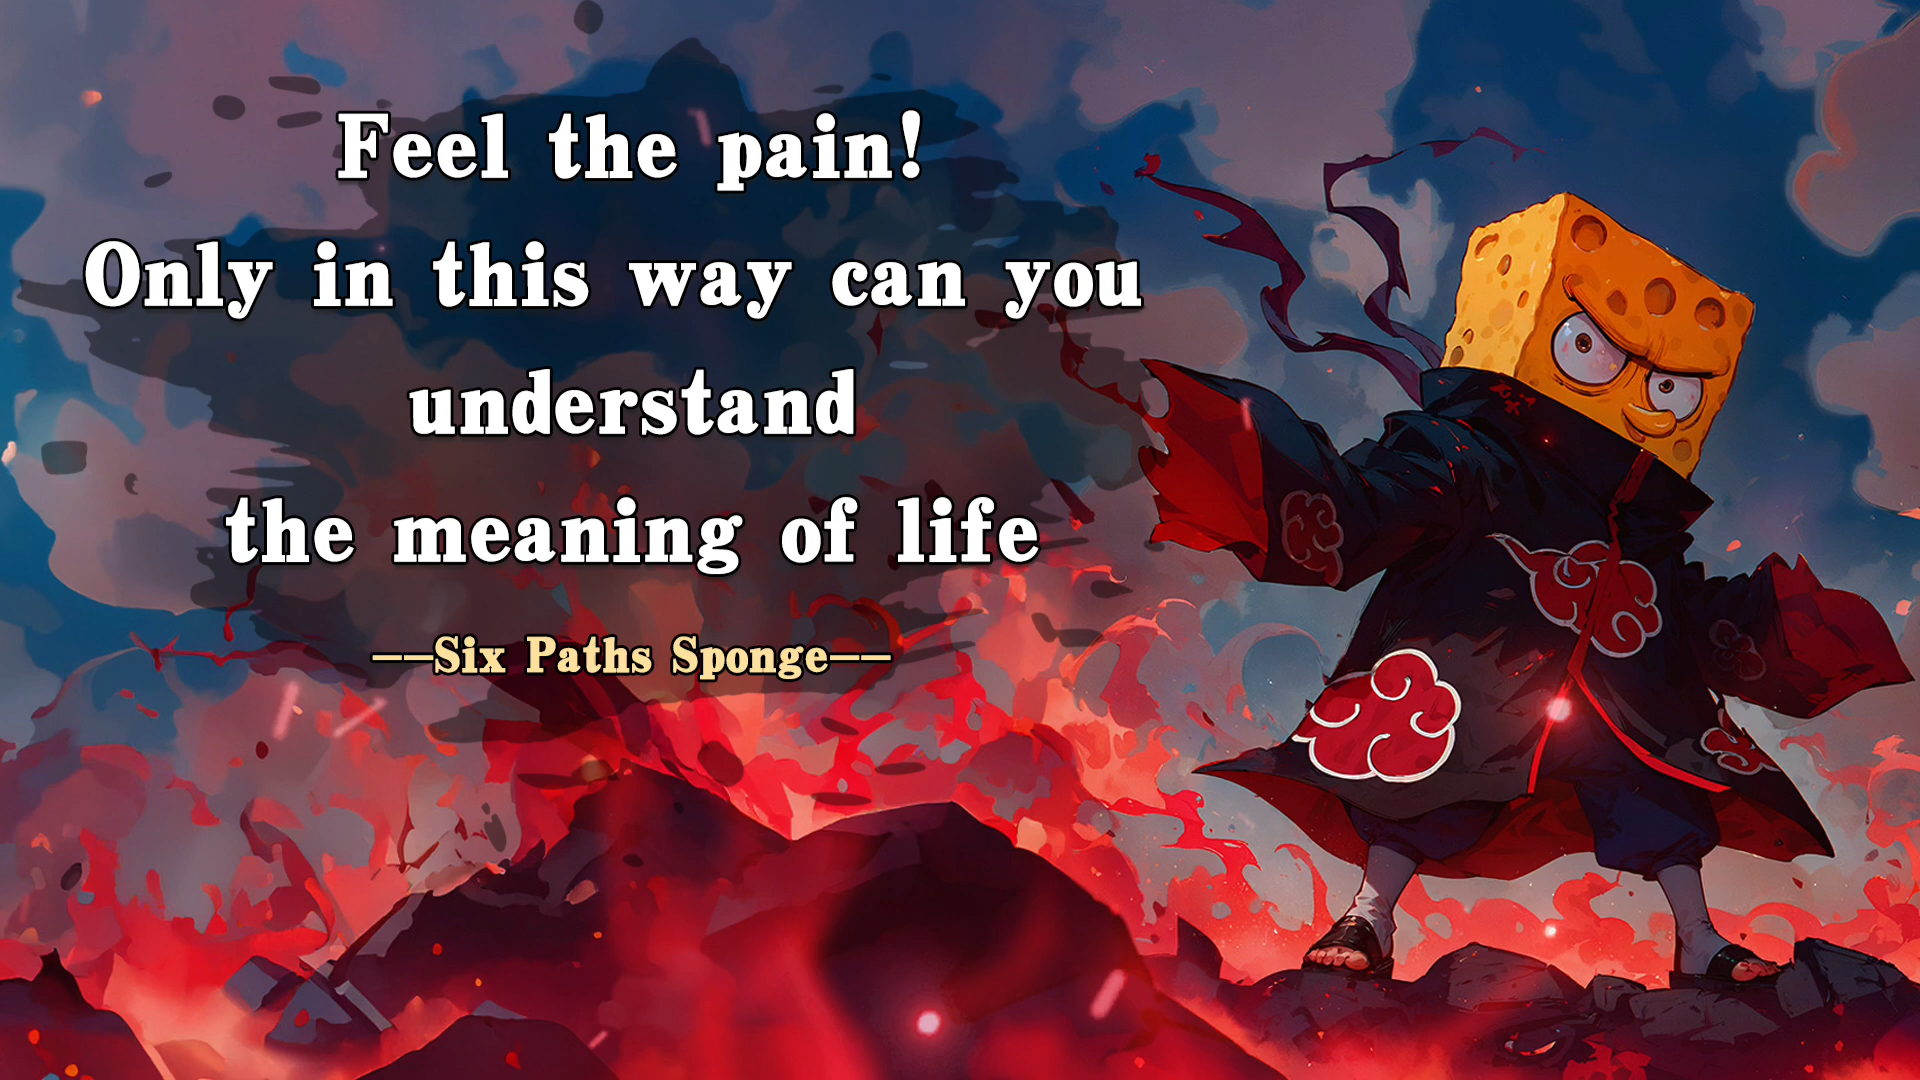 Feel the pain!
Only in this way can you
understand
the meaning of life
——Six Paths Sponge——